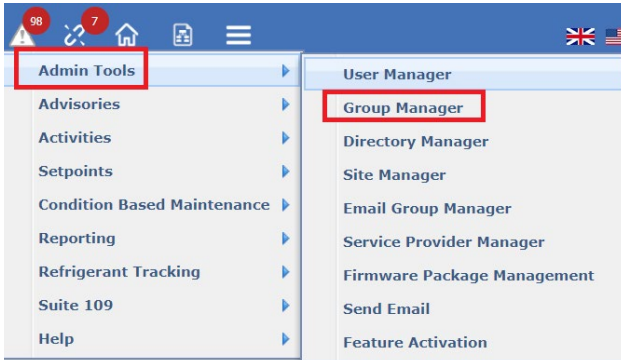 98
7
Admin Tools
Advisories
Activities
Setpoints
Condition Based Maintenance
Reporting
Refrigerant Tracking
Suite 109
Help
User Manager
Group Manager
Directory Manager
Site Manager
Email Group Manager
Service Provider Manager
Firmware Package Management
Send Email
Feature Activation